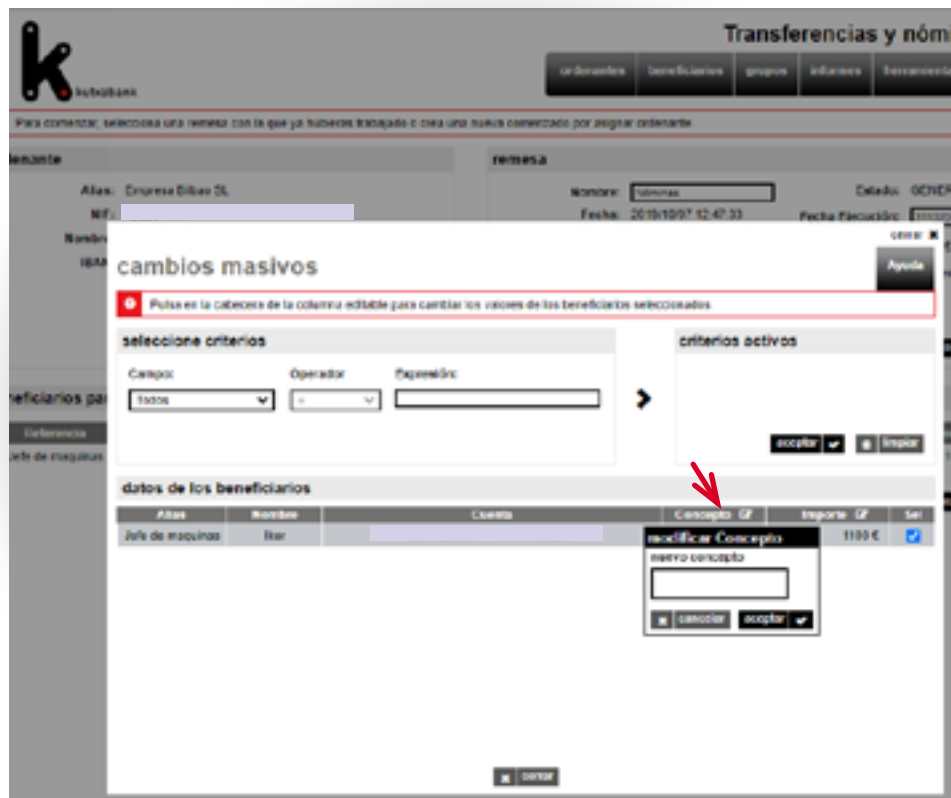 Transferencias y nómi
kutxabank
ordenantes beneficiarios grupos informes herramienta
Para comenzar, selecciona una remesa con la que ya hubieras trabajado o crea una nueva comenzado por asignar ordenante.
denante
remesa
Alias: Empresa Bilbao SL
Nombre: Nóminas
Estado: GENER
NIF:
Fecha: 2019/10/07 12:47:33
Fecha Ejecución:
Nombre
IBAN
cerrar
cambios masivos
Ayuda
Pulsa en la cabecera de la columna editable para cambiar los valores de los beneficiarios seleccionados.
seleccione criterios
criterios activos
Campo: Operador Expresión:
Todos =
aceptar limpiar
neficiarios par
Referencia
Jefe de maquinas
datos de los beneficiarios
Alias Nombre Cuenta Concepto Importe Sel
Jefe de maquinas Iker 1100 €
modificar Concepto
nuevo concepto
cancelar aceptar
cerrar